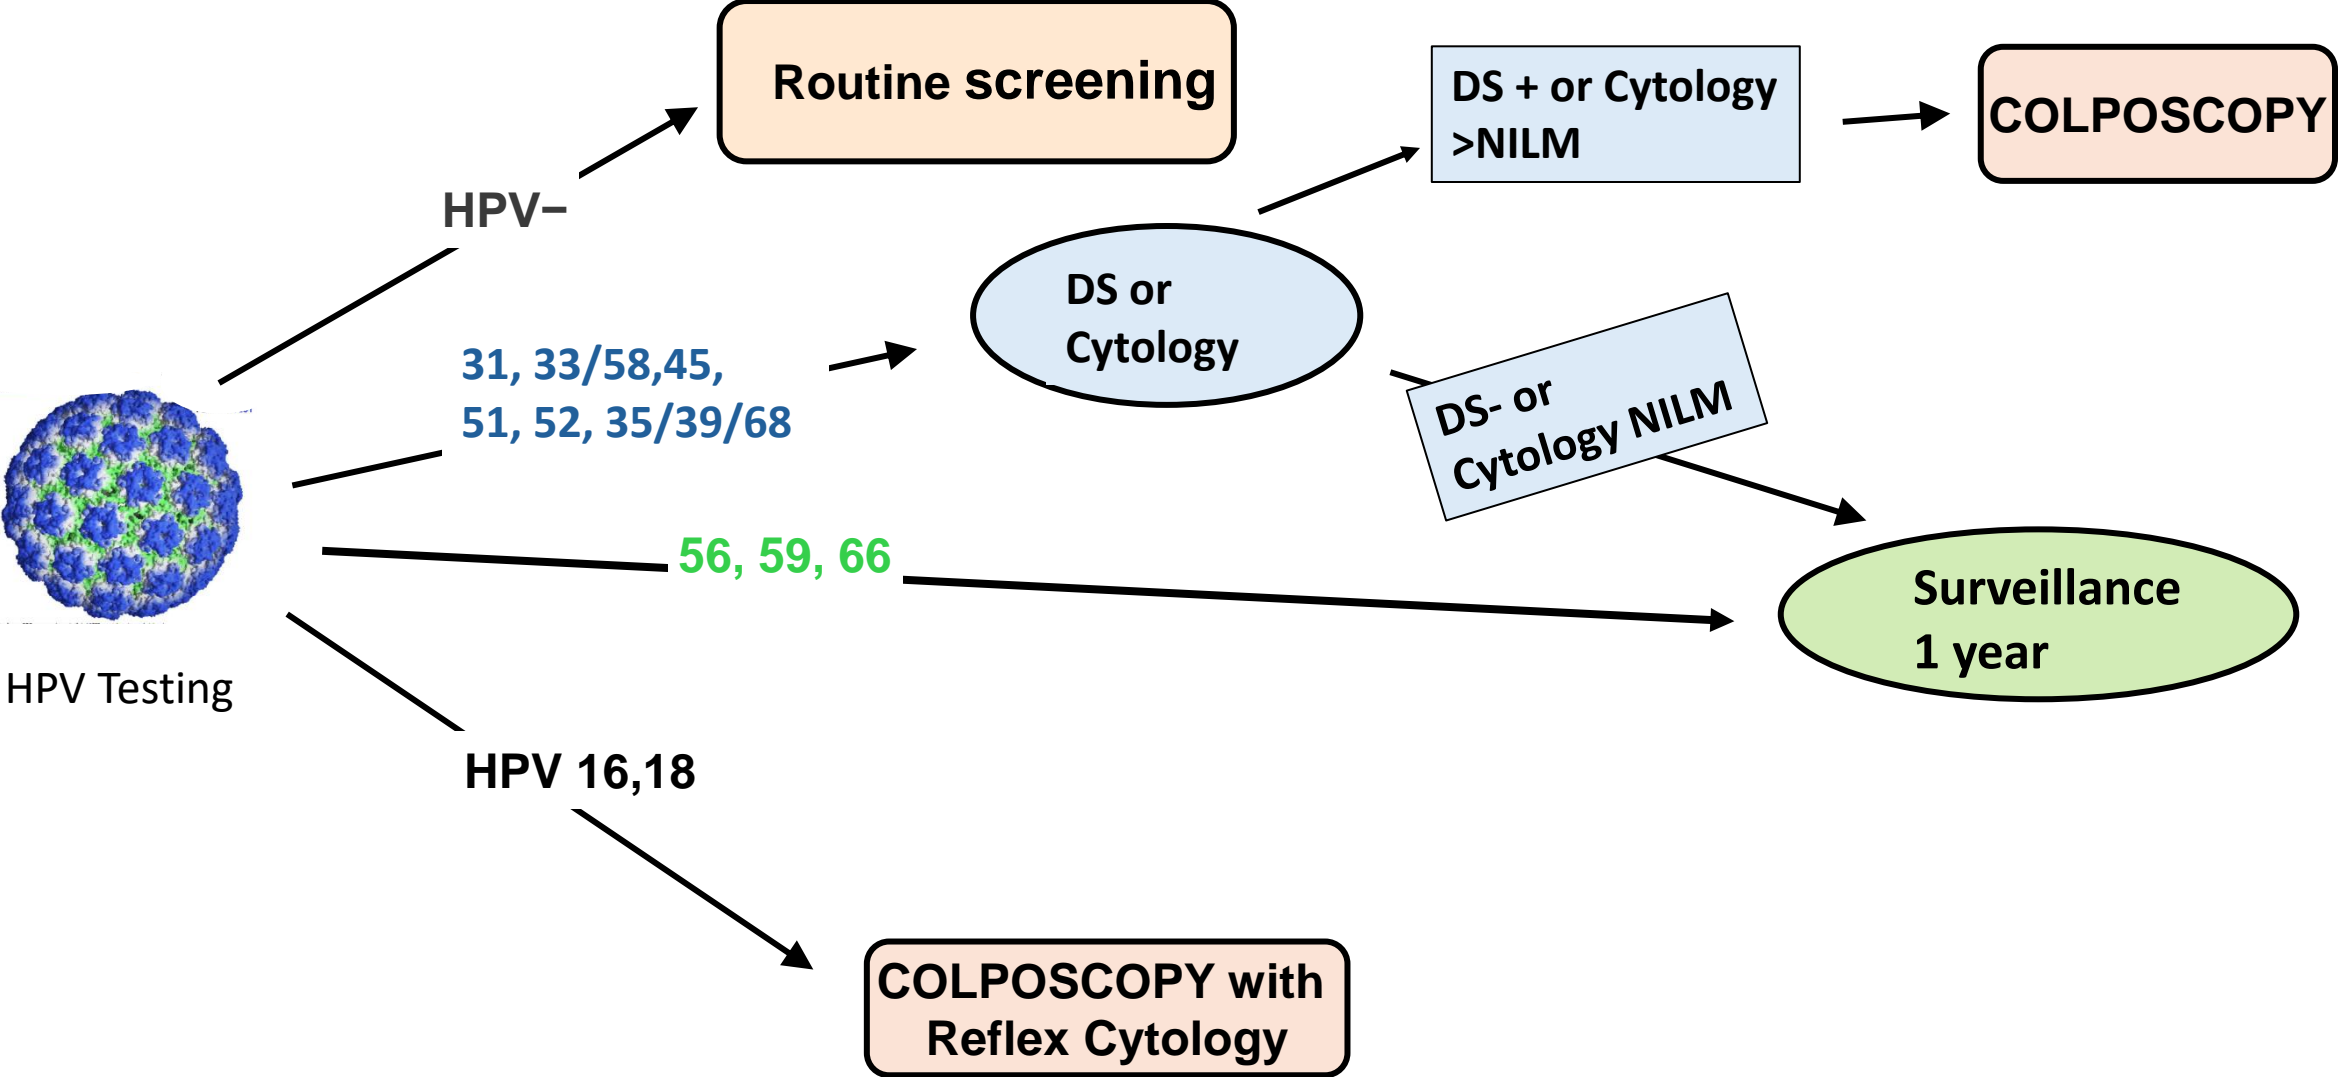 Routine screening
DS + or Cytology
>NILM
COLPOSCOPY
HPV–
DS or
Cytology
31, 33/58,45,
51, 52, 35/39/68
DS- or
Cytology NILM
56, 59, 66
Surveillance
1 year
HPV Testing
HPV 16,18
COLPOSCOPY with
Reflex Cytology